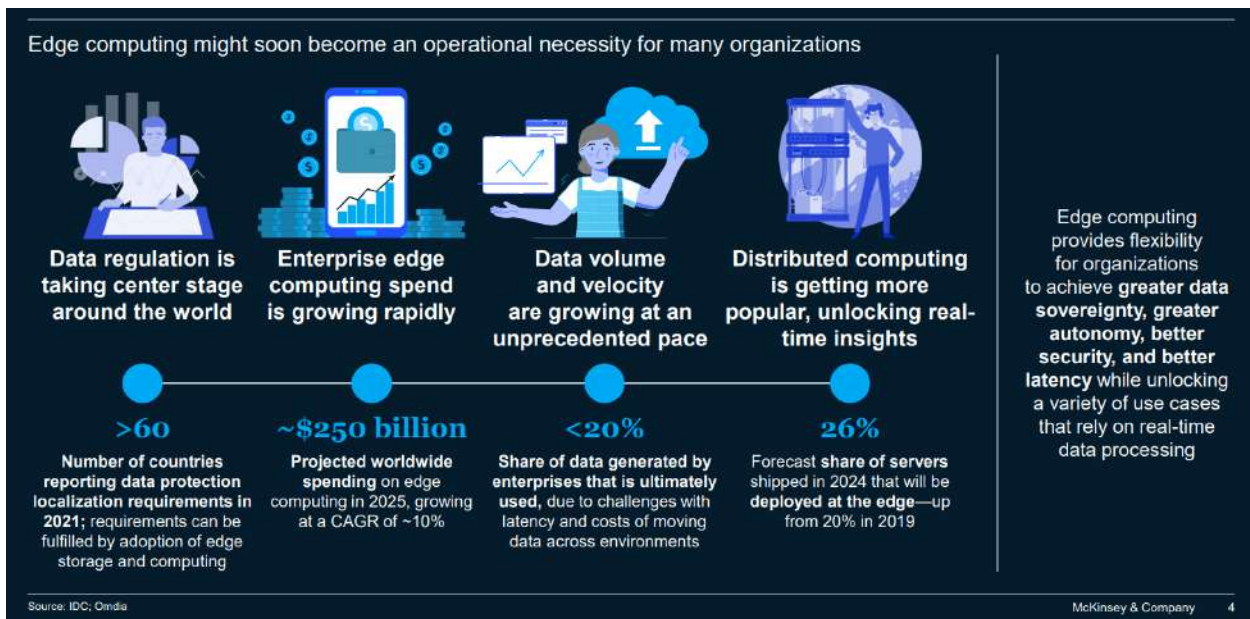 Edge computing might soon become an operational necessity for many organizations
Data regulation is
taking center stage
around the world
>60
Number of countries
reporting data protection
localization requirements in
2021; requirements can be
fulfilled by adoption of edge
storage and computing
Enterprise edge
computing spend
is growing rapidly
~$250 billion
Projected worldwide
spending on edge
computing in 2025, growing
at a CAGR of ~10%
Data volume
and velocity
are growing at an
unprecedented pace
<20%
Share of data generated by
enterprises that is ultimately
used, due to challenges with
latency and costs of moving
data across environments
Distributed computing
is getting more
popular, unlocking real-
time insights
26%
Forecast share of servers
shipped in 2024 that will be
deployed at the edge—up
from 20% in 2019
Edge computing
provides flexibility
for organizations
to achieve greater data
sovereignty, greater
autonomy, better
security, and better
latency while unlocking
a variety of use cases
that rely on real-time
data processing
Source: IDC; Omdia
McKinsey & Company 4